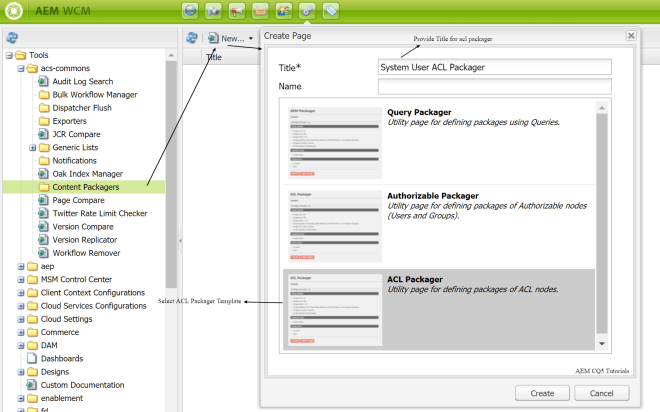 AEM WCM
New...
Title
Tools
acs-commons
Audit Log Search
Bulk Workflow Manager
Dispatcher Flush
Exporters
JCR Compare
Generic Lists
Notifications
Oak Index Manager
Content Packagers
Page Compare
Twitter Rate Limit Checker
Version Compare
Version Replicator
Workflow Remover
aep
MSM Control Center
Client Context Configurations
Cloud Services Configurations
Cloud Settings
Commerce
DAM
Dashboards
Designs
Custom Documentation
enablement
fd
Select ACL Packager Template
Create Page
Provide Title for acl packager
Title*
System User ACL Packager
Name
AEM Packager
Query Packager
Utility page for defining packages using Queries.
ACL Packager
Authorizable Packager
Utility page for defining packages of Authorizable nodes
(Users and Groups).
ACL Packager
ACL Packager
Utility page for defining packages of ACL nodes.
AEM CQ5 Tutorials
Create
Cancel